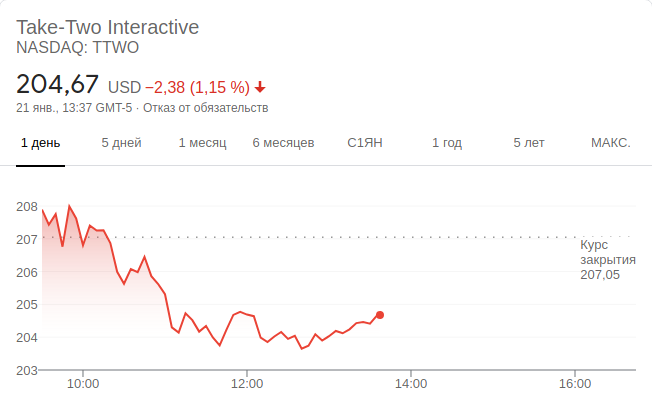 Take-Two Interactive
NASDAQ: TTWO
204,67 USD −2,38 (1,15 %)
21 янв., 13:37 GMT-5 · Отказ от обязательств
1 день 5 дней 1 месяц 6 месяцев С1ЯН 1 год 5 лет МАКС.
208
207
206
205
204
203
Курс
закрытия
207,05
10:00 12:00 14:00 16:00